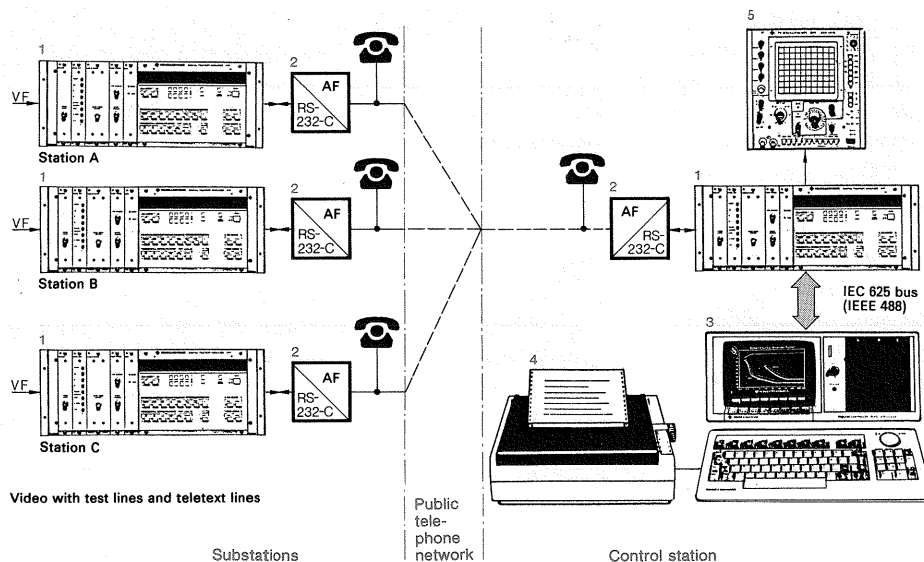 5
1
2
AF
RS-
232-C
VF
Station A
1
2
AF
RS-
232-C
VF
Station B
2
AF
RS-
232-C
1
IEC 625 bus
(IEEE 488)
1
2
AF
RS-
232-C
VF
Station C
4
3
Video with test lines and teletext lines
Public
tele-
phone
network
Substations
Control station